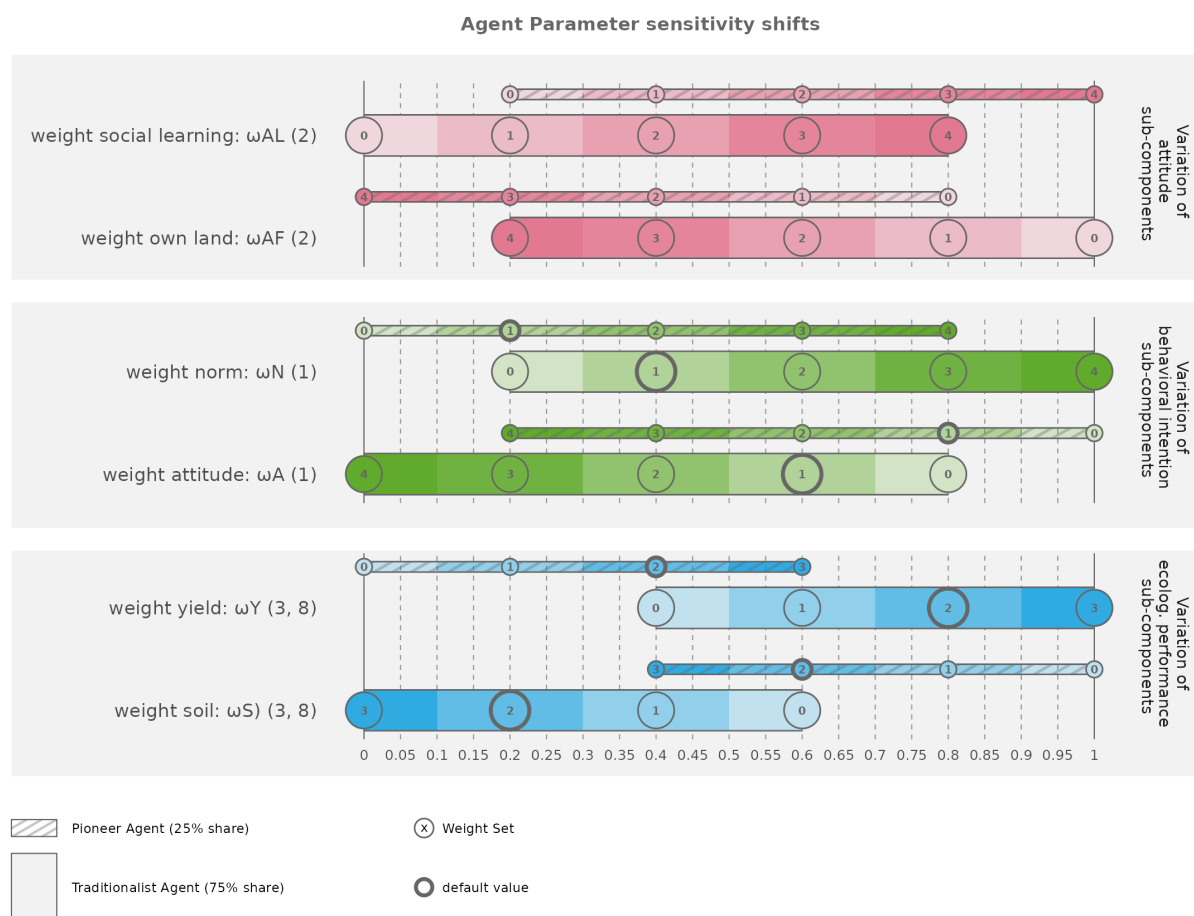 Agent Parameter sensitivity shifts
0 1 2 3 4
weight social learning: ωAL (2)
0 1 2 3 4
4 3 2 1 0
weight own land: ωAF (2)
4 3 2 1 0
Variation of
attitude
sub-components
0 1 2 3 4
weight norm: ωN (1)
0 1 2 3 4
4 3 2 1 0
weight attitude: ωA (1)
4 3 2 1 0
Variation of
behavioral intention
sub-components
0 1 2 3
weight yield: ωY (3, 8)
0 1 2 3
3 2 1 0
weight soil: ωS) (3, 8)
3 2 1 0
Variation of
ecolog. performance
sub-components
0 0.05 0.1 0.15 0.2 0.25 0.3 0.35 0.4 0.45 0.5 0.55 0.6 0.65 0.7 0.75 0.8 0.85 0.9 0.95 1
Pioneer Agent (25% share)
x Weight Set
Traditionalist Agent (75% share)
default value